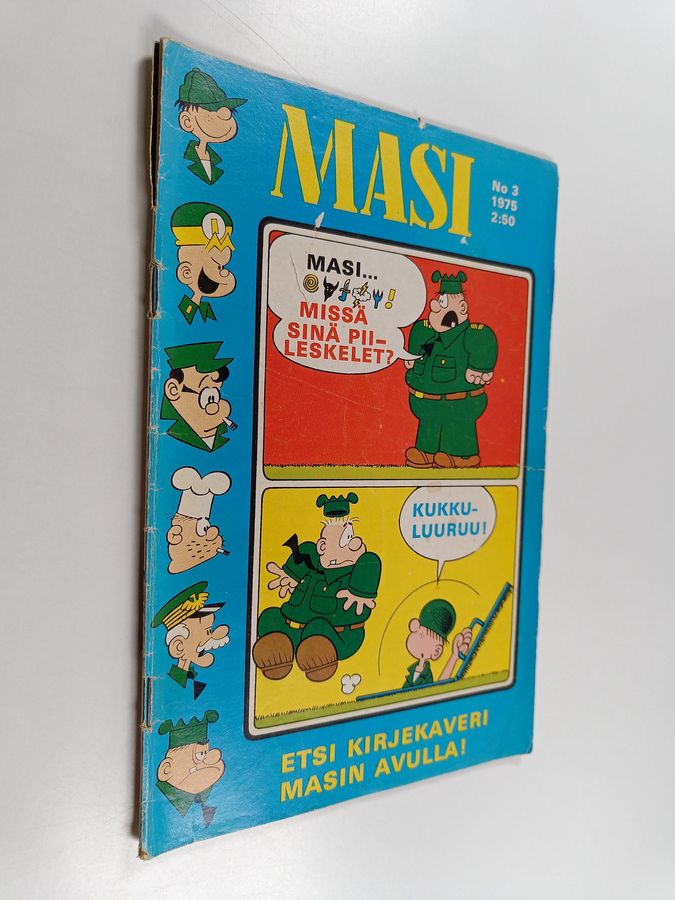 MASI
No 3
1975
2:50
MASI...
!
MISSÄ
SINÄ PII-
LESKELET?
KUKKU-
LUURUU!
ETSI KIRJEKAVERI
MASIN AVULLA!